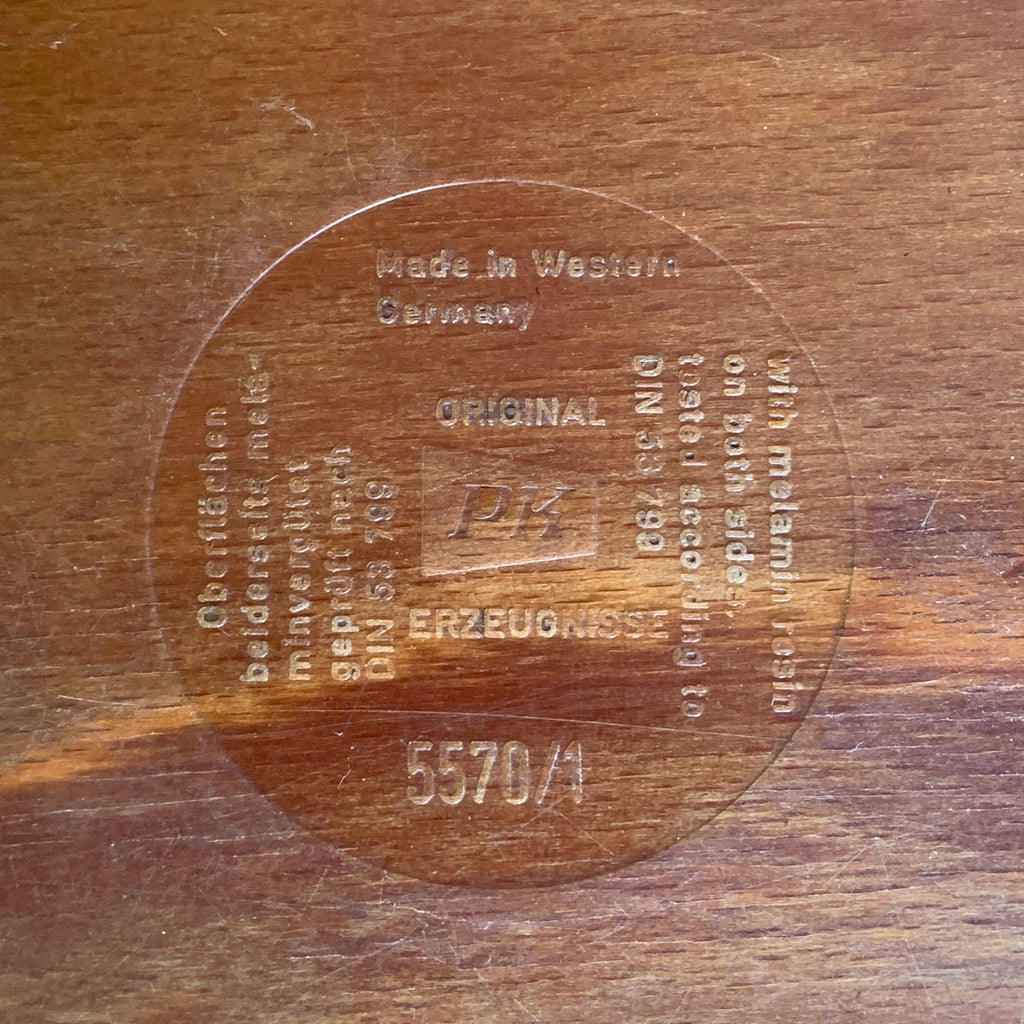 Made in Western
Germany
ORIGINAL
PK
ERZEUGNISSE
5570/1
Oberflächen
beiderseits mela-
minvergütet
geprüft nach
DIN 53 799
with melamin resin
on both sides
tested according to
DIN 53 799